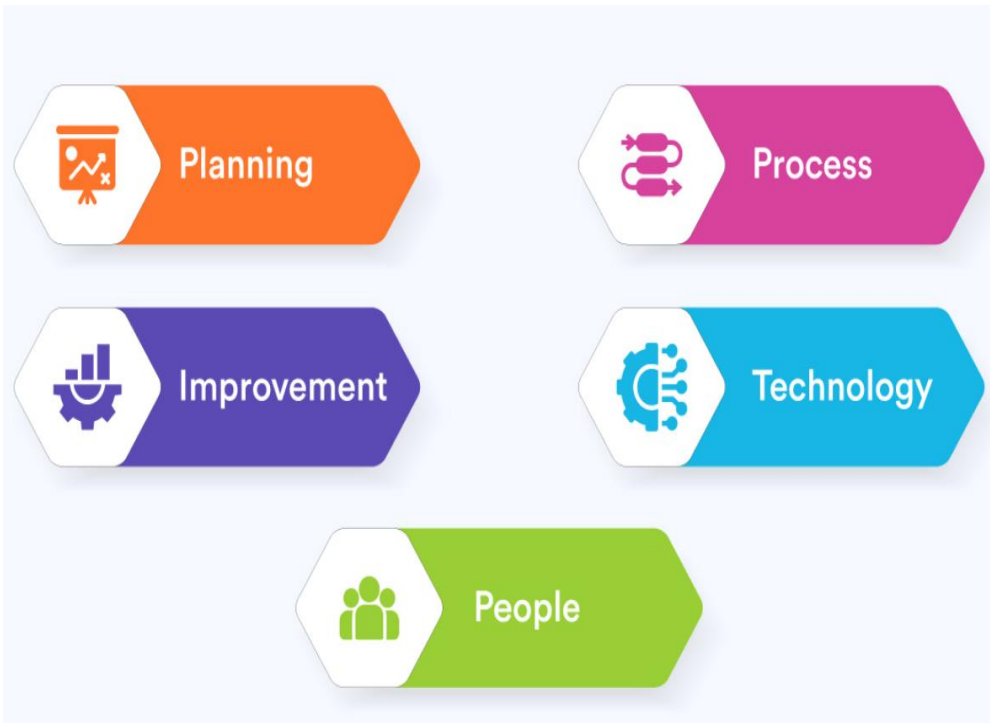 Planning
Process
Improvement
Technology
People